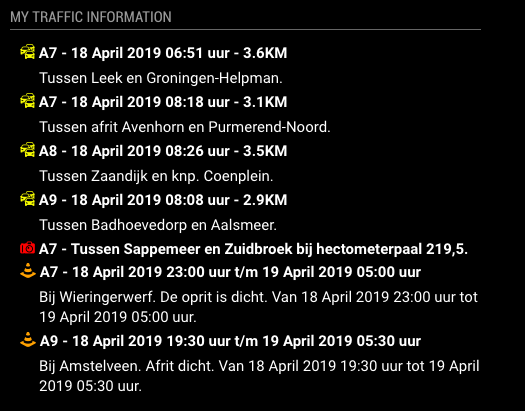 MY TRAFFIC INFORMATION
A7 - 18 April 2019 06:51 uur - 3.6KM
Tussen Leek en Groningen-Helpman.
A7 - 18 April 2019 08:18 uur - 3.1KM
Tussen afrit Avenhorn en Purmerend-Noord.
A8 - 18 April 2019 08:26 uur - 3.5KM
Tussen Zaandijk en knp. Coenplein.
A9 - 18 April 2019 08:08 uur - 2.9KM
Tussen Badhoevedorp en Aalsmeer.
A7 - Tussen Sappemeer en Zuidbroek bij hectometerpaal 219,5.
A7 - 18 April 2019 23:00 uur t/m 19 April 2019 05:00 uur
Bij Wieringerwerf. De oprit is dicht. Van 18 April 2019 23:00 uur tot
19 April 2019 05:00 uur.
A9 - 18 April 2019 19:30 uur t/m 19 April 2019 05:30 uur
Bij Amstelveen. Afrit dicht. Van 18 April 2019 19:30 uur tot 19 April
2019 05:30 uur.